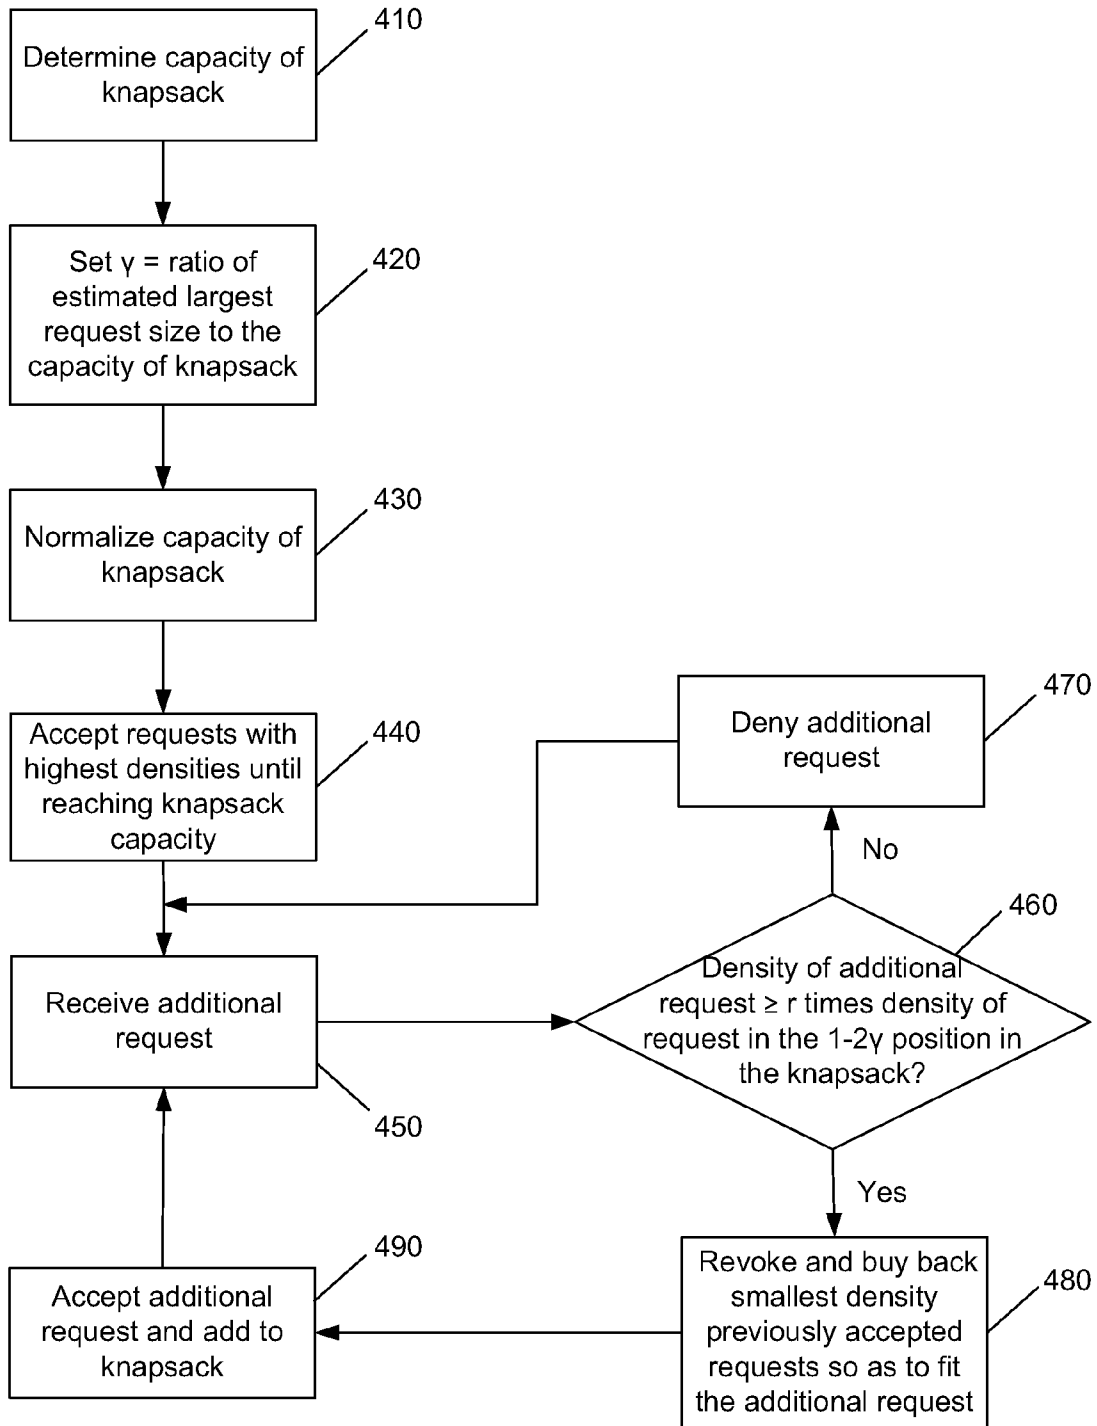 410
Determine capacity of
knapsack
420
Set γ = ratio of
estimated largest
request size to the
capacity of knapsack
430
Normalize capacity of
knapsack
440
Accept requests with
highest densities until
reaching knapsack
capacity
470
Deny additional
request
No
460
Density of additional
request ≥ r times density of
request in the 1-2γ position in
the knapsack?
Receive additional
request
450
Yes
480
Revoke and buy back
smallest density
previously accepted
requests so as to fit
the additional request
490
Accept additional
request and add to
knapsack